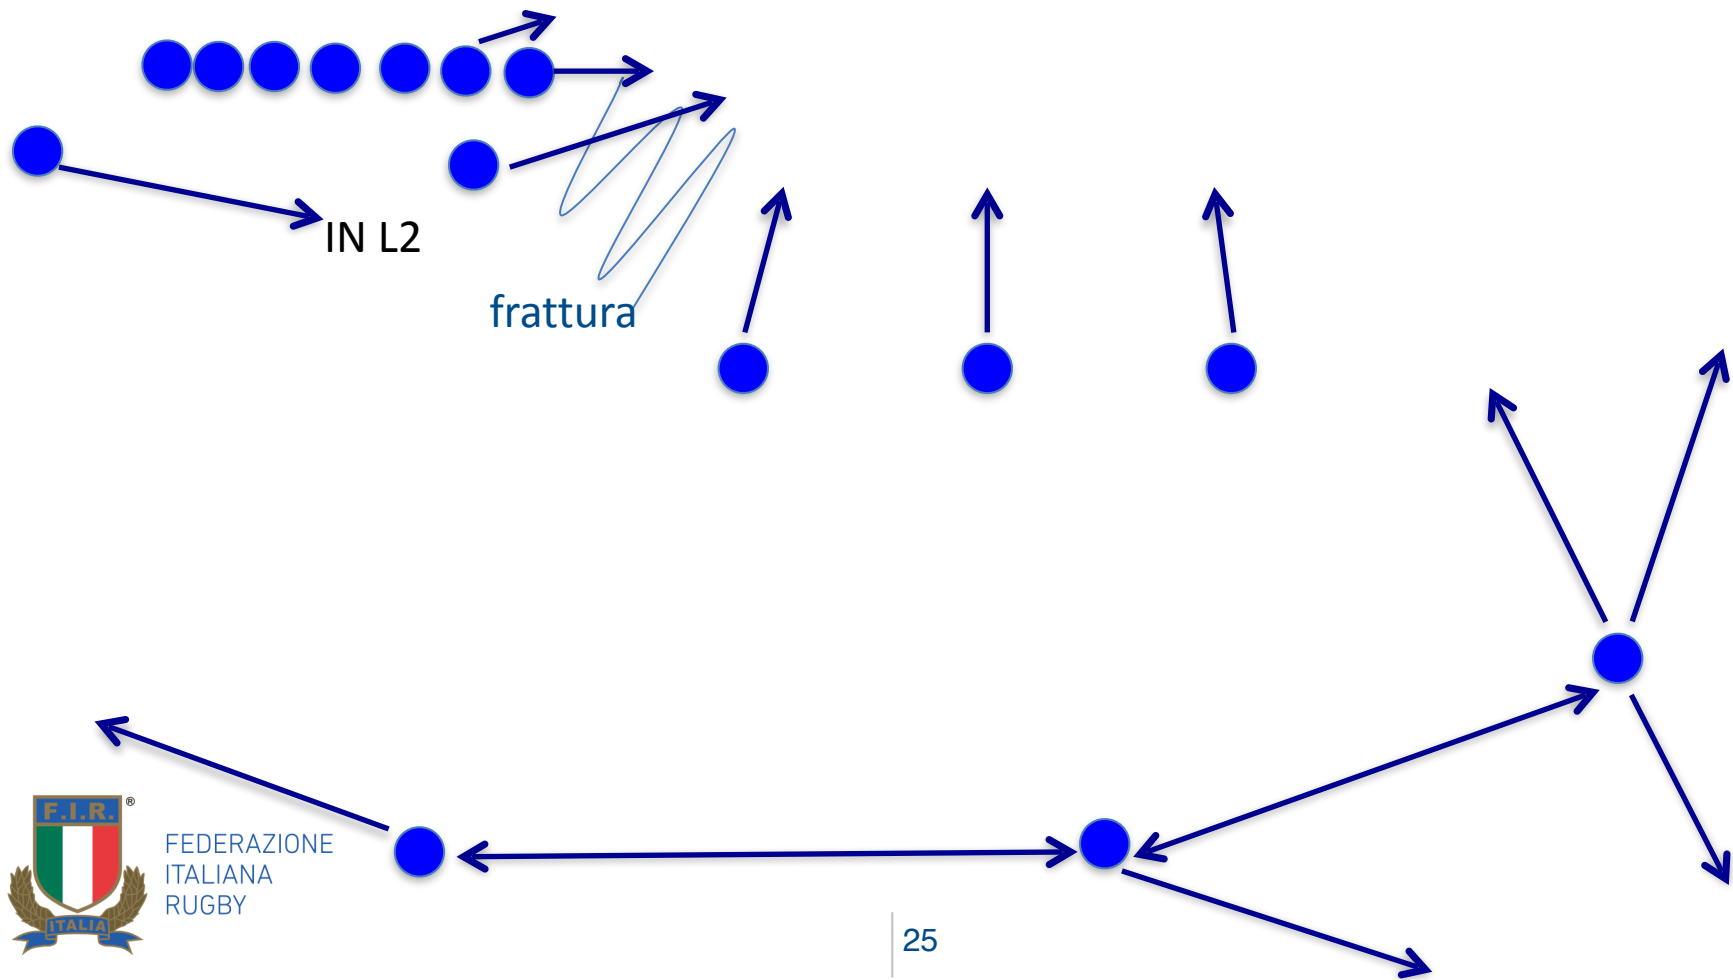 IN L2
frattura
F.I.R.
®
ITALIA
FEDERAZIONE
ITALIANA
RUGBY
25